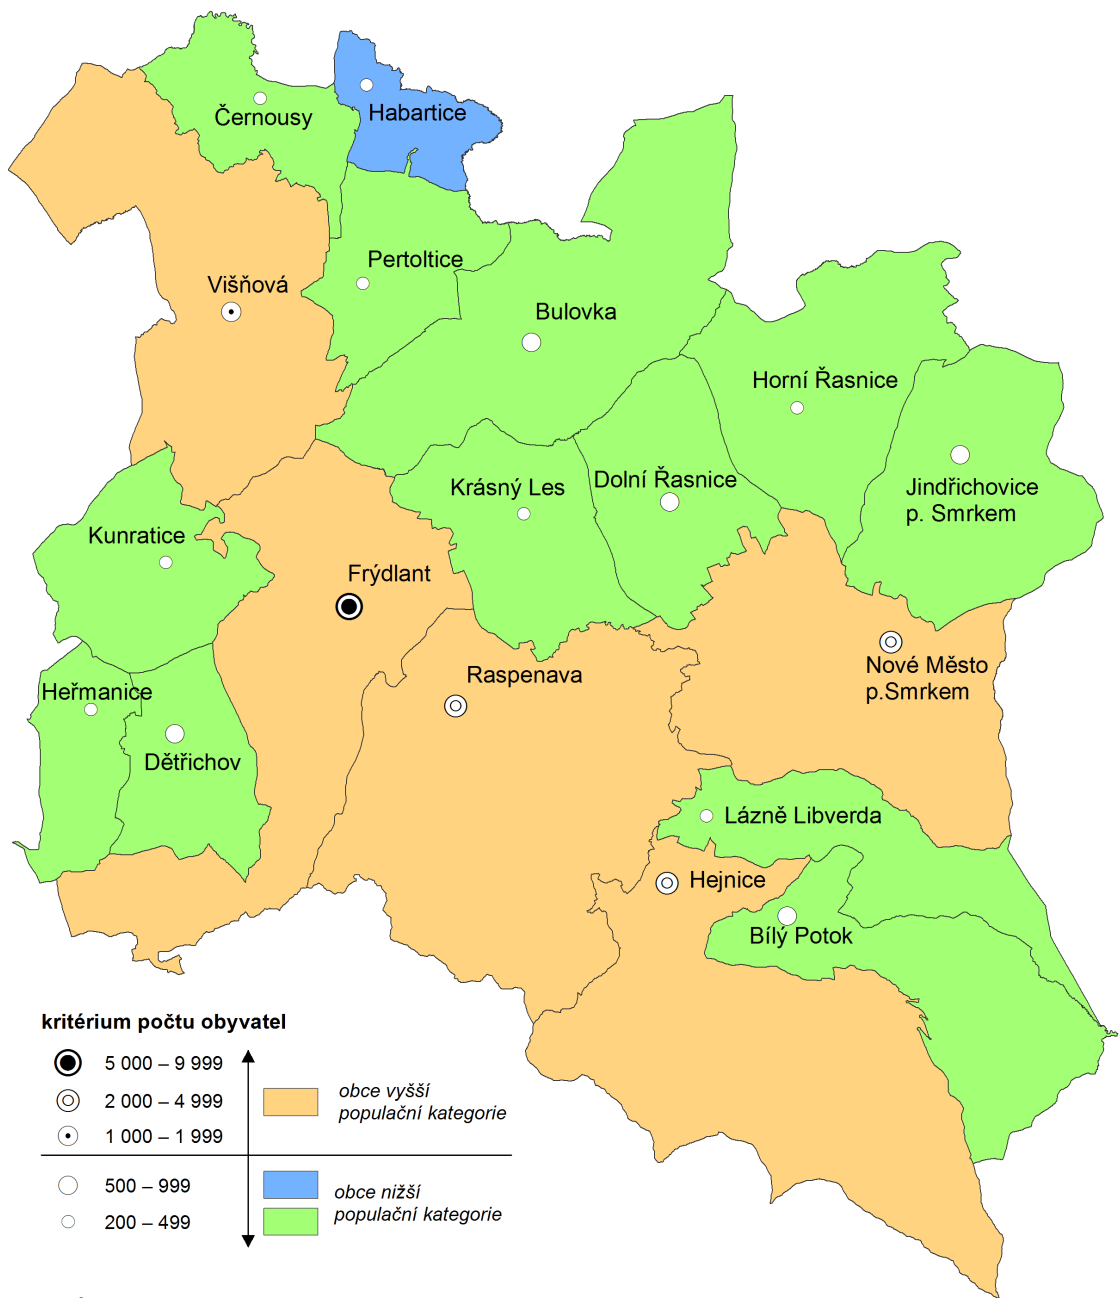 Habartice
Černousy
Pertoltice
Višňová
Bulovka
Horní Řasnice
Krásný Les
Dolní Řasnice
Jindřichovice
p. Smrkem
Kunratice
Frýdlant
Raspenava
Nové Město
p.Smrkem
Heřmanice
Dětřichov
Lázně Libverda
Hejnice
Bílý Potok
kritérium počtu obyvatel
5 000 – 9 999
2 000 – 4 999
1 000 – 1 999
obce vyšší
populační kategorie
500 – 999
200 – 499
obce nižší
populační kategorie